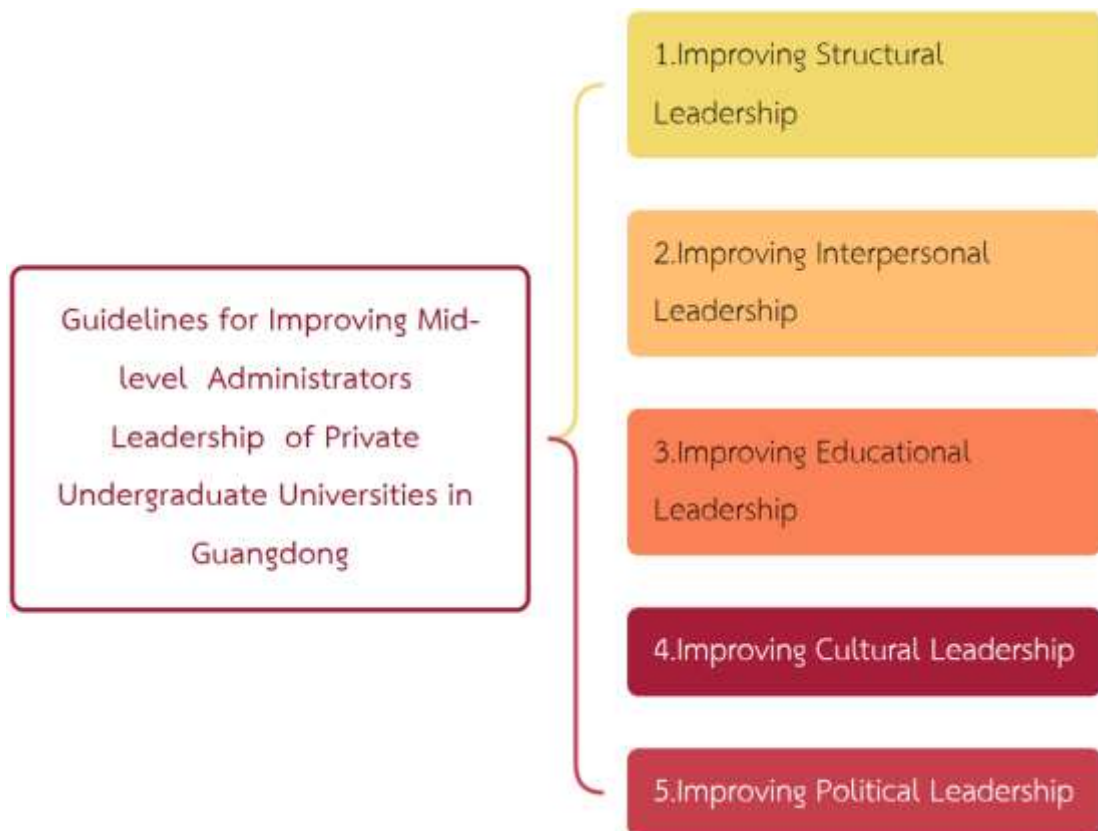 Guidelines for Improving Mid-
level Administrators
Leadership of Private
Undergraduate Universities in
Guangdong
1.Improving Structural
Leadership
2.Improving Interpersonal
Leadership
3.Improving Educational
Leadership
4.Improving Cultural Leadership
5.Improving Political Leadership